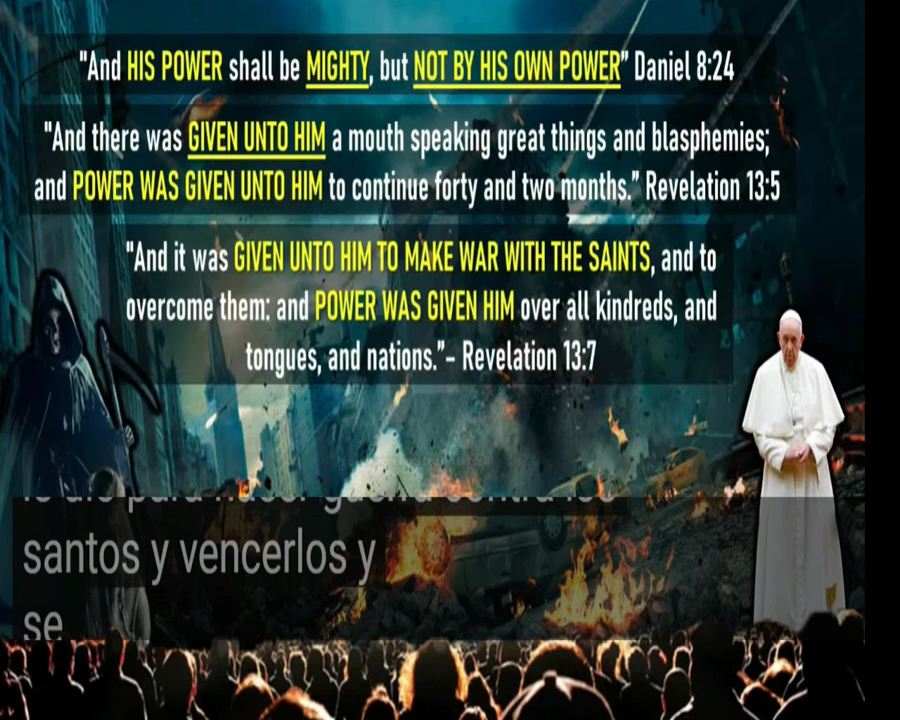 "And HIS POWER shall be MIGHTY, but NOT BY HIS OWN POWER" Daniel 8:24
"And there was GIVEN UNTO HIM a mouth speaking great things and blasphemies;
and POWER WAS GIVEN UNTO HIM to continue forty and two months." Revelation 13:5
"And it was GIVEN UNTO HIM TO MAKE WAR WITH THE SAINTS, and to
overcome them: and POWER WAS GIVEN HIM over all kindreds, and
tongues, and nations."- Revelation 13:7
santos y vencerlos y
se